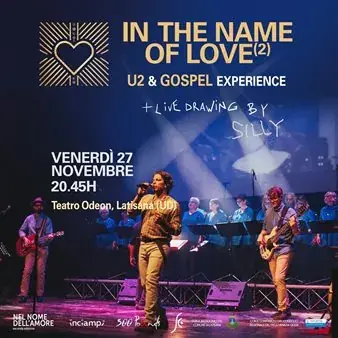 IN THE NAME
OF LOVE(2)
U2 & GOSPEL EXPERIENCE
+ LIVE DRAWING BY
SILLY
VENERDÌ 27
NOVEMBRE
20.45H
Teatro Odeon, Latisana (UD)
NEL NOME
DELL'AMORE
inciampi